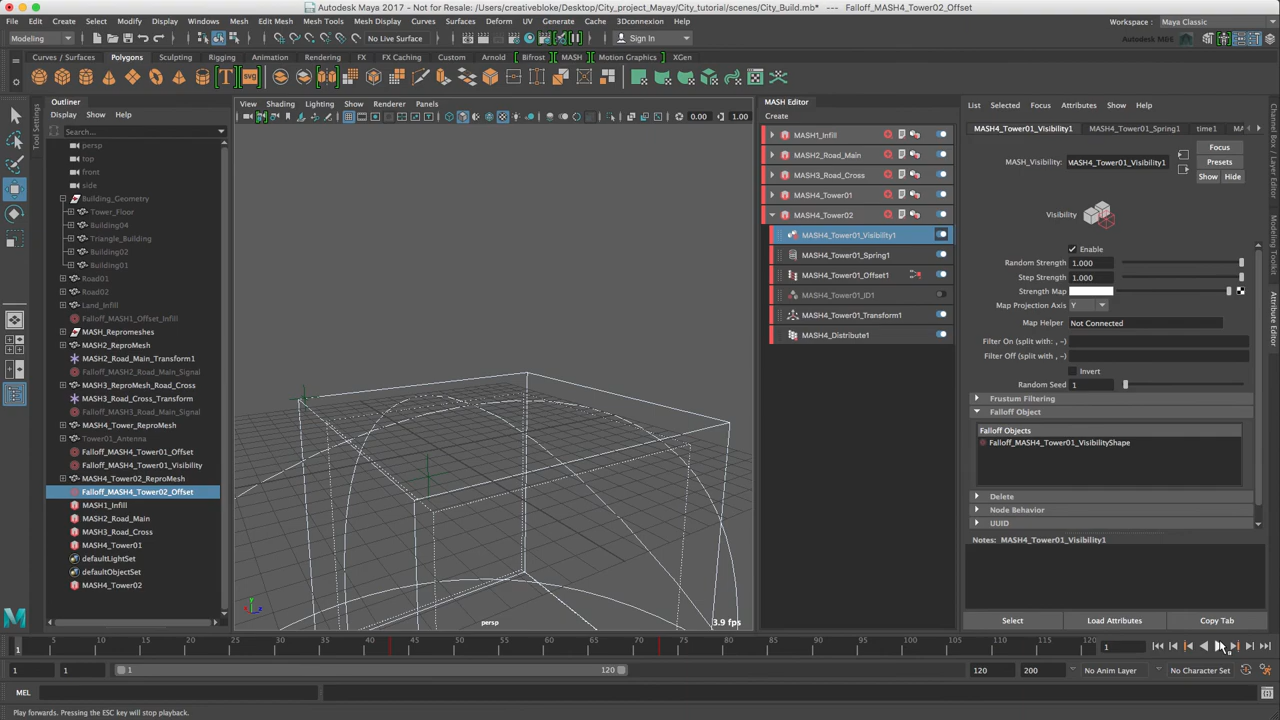 Autodesk Maya 2017 - Not for Resale: /Users/creativebloke/Desktop/City_project_Mayay/City_tutorial/scenes/City_Build.mb* --- Falloff_MASH4_Tower02_Offset
File Edit Create Select Modify Display Windows Mesh Edit Mesh Mesh Tools Mesh Display Curves Surfaces Deform UV Generate Cache 3DConnexion Help
Workspace : Maya Classic
Modeling No Live Surface Sign In
Curves / Surfaces Polygons Sculpting Rigging Animation Rendering FX FX Caching Custom Arnold Bifrost MASH Motion Graphics XGen
Outliner
Display Show Help
Search...
persp
top
front
side
Building_Geometry
Tower_Floor
Building04
Triangle_Building
Building02
Building01
Road01
Road02
Land_Infill
Falloff_MASH1_Offset_Infill
MASH_Repromeshes
MASH2_ReproMesh
MASH2_Road_Main_Transform1
Falloff_MASH2_Road_Main_Signal
MASH3_ReproMesh_Road_Cross
MASH3_Road_Cross_Transform
Falloff_MASH3_Road_Main_Signal
MASH4_Tower_ReproMesh
Tower01_Antenna
Falloff_MASH4_Tower01_Offset
Falloff_MASH4_Tower01_Visibility
MASH4_Tower02_ReproMesh
Falloff_MASH4_Tower02_Offset
MASH1_Infill
MASH2_Road_Main
MASH3_Road_Cross
MASH4_Tower01
defaultLightSet
defaultObjectSet
MASH4_Tower02
Tool Settings
View Shading Lighting Show Renderer Panels
0.00 1.00
persp
3.9 fps
MASH Editor
Create
MASH1_Infill
MASH2_Road_Main
MASH3_Road_Cross
MASH4_Tower01
MASH4_Tower02
MASH4_Tower01_Visibility1
MASH4_Tower01_Spring1
MASH4_Tower01_Offset1
MASH4_Tower01_ID1
MASH4_Tower01_Transform1
MASH4_Distribute1
List Selected Focus Attributes Show Help
MASH4_Tower01_Visibility1 MASH4_Tower01_Spring1 time1
Focus
MASH_Visibility: MASH4_Tower01_Visibility1
Presets
Show Hide
Visibility
Enable
Random Strength 1.000
Step Strength 1.000
Strength Map
Map Projection Axis Y
Map Helper Not Connected
Filter On (split with: , ~)
Filter Off (split with: , ~)
Invert
Random Seed 1
Frustum Filtering
Falloff Object
Falloff Objects
Falloff_MASH4_Tower01_VisibilityShape
Delete
Node Behavior
UUID
Notes: MASH4_Tower01_Visibility1
Select Load Attributes Copy Tab
Channel Box / Layer Editor
Modeling Toolkit
Attribute Editor
1 5 10 15 20 25 30 35 40 45 50 55 60 65 70 75 80 85 90 95 100 105 110 115 120
1
1 1 1 120 120 200 No Anim Layer No Character Set
MEL
Play forwards. Pressing the ESC key will stop playback.